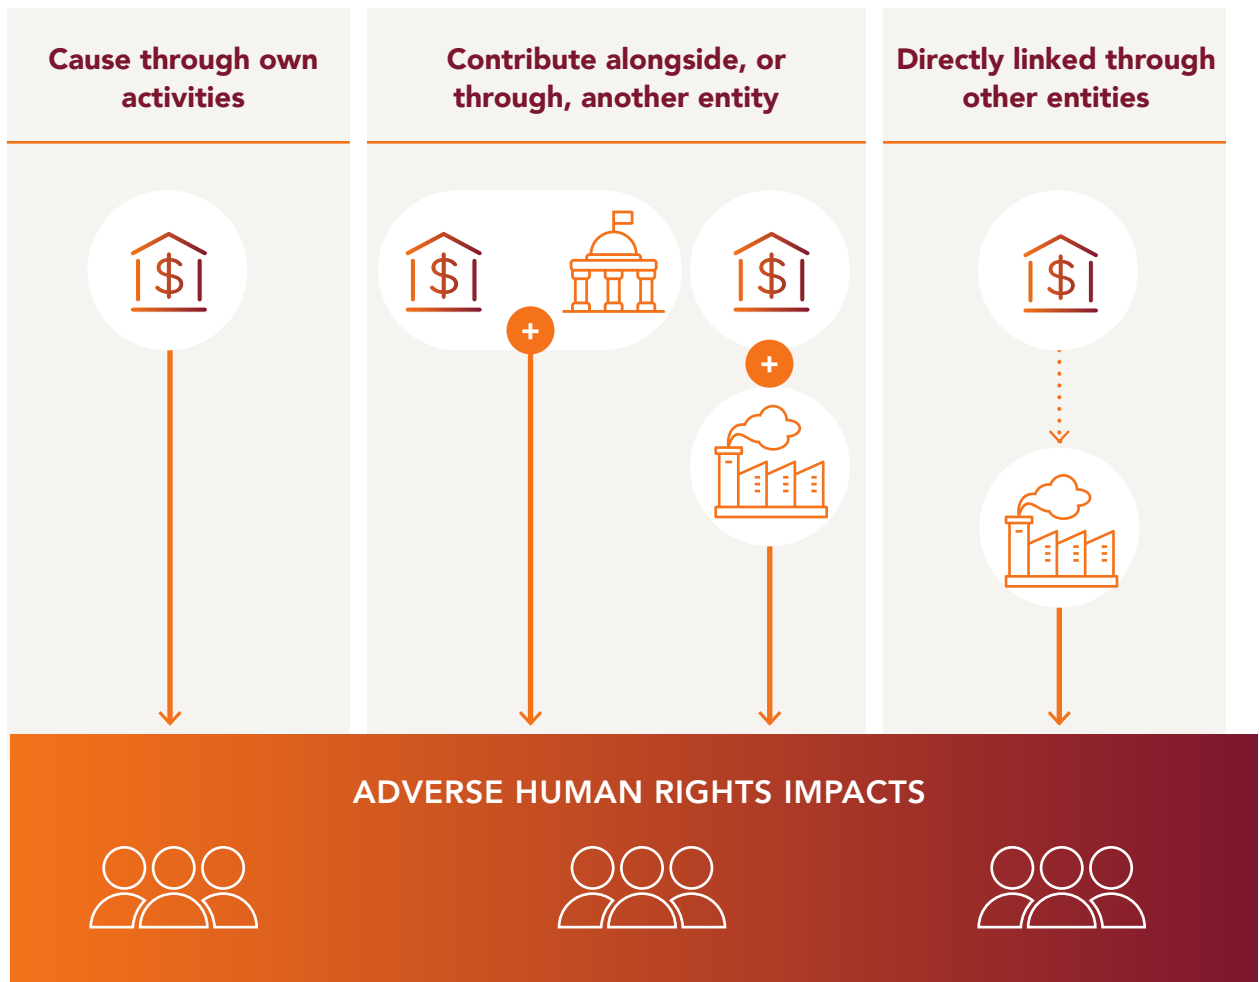 Cause through own
activities
Contribute alongside, or
through, another entity
Directly linked through
other entities
$
$
$
$
+
+
ADVERSE HUMAN RIGHTS IMPACTS